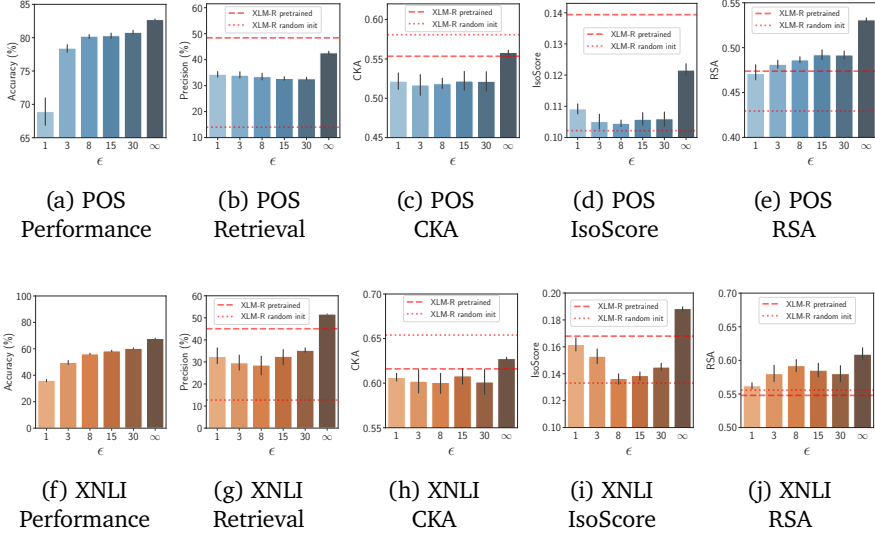 85
80
75
70
65
Accuracy (%)
1 3 8 15 30 ∞
ϵ
60
50
40
30
20
10
Precision (%)
XLM-R pretrained
XLM-R random init
1 3 8 15 30 ∞
ϵ
0.60
0.55
0.50
0.45
CKA
XLM-R pretrained
XLM-R random init
1 3 8 15 30 ∞
ϵ
0.14
0.13
0.12
0.11
0.10
IsoScore
XLM-R pretrained
XLM-R random init
1 3 8 15 30 ∞
ϵ
0.55
0.50
0.45
0.40
RSA
XLM-R pretrained
XLM-R random init
1 3 8 15 30 ∞
ϵ
(a) POS
Performance
(b) POS
Retrieval
(c) POS
CKA
(d) POS
IsoScore
(e) POS
RSA
100
80
60
40
20
0
Accuracy (%)
1 3 8 15 30 ∞
ϵ
60
50
40
30
20
10
0
Precision (%)
XLM-R pretrained
XLM-R random init
1 3 8 15 30 ∞
ϵ
0.70
0.65
0.60
0.55
CKA
XLM-R pretrained
XLM-R random init
1 3 8 15 30 ∞
ϵ
0.20
0.18
0.16
0.14
0.12
0.10
IsoScore
XLM-R pretrained
XLM-R random init
1 3 8 15 30 ∞
ϵ
0.70
0.65
0.60
0.55
0.50
RSA
XLM-R pretrained
XLM-R random init
1 3 8 15 30 ∞
ϵ
(f) XNLI
Performance
(g) XNLI
Retrieval
(h) XNLI
CKA
(i) XNLI
IsoScore
(j) XNLI
RSA